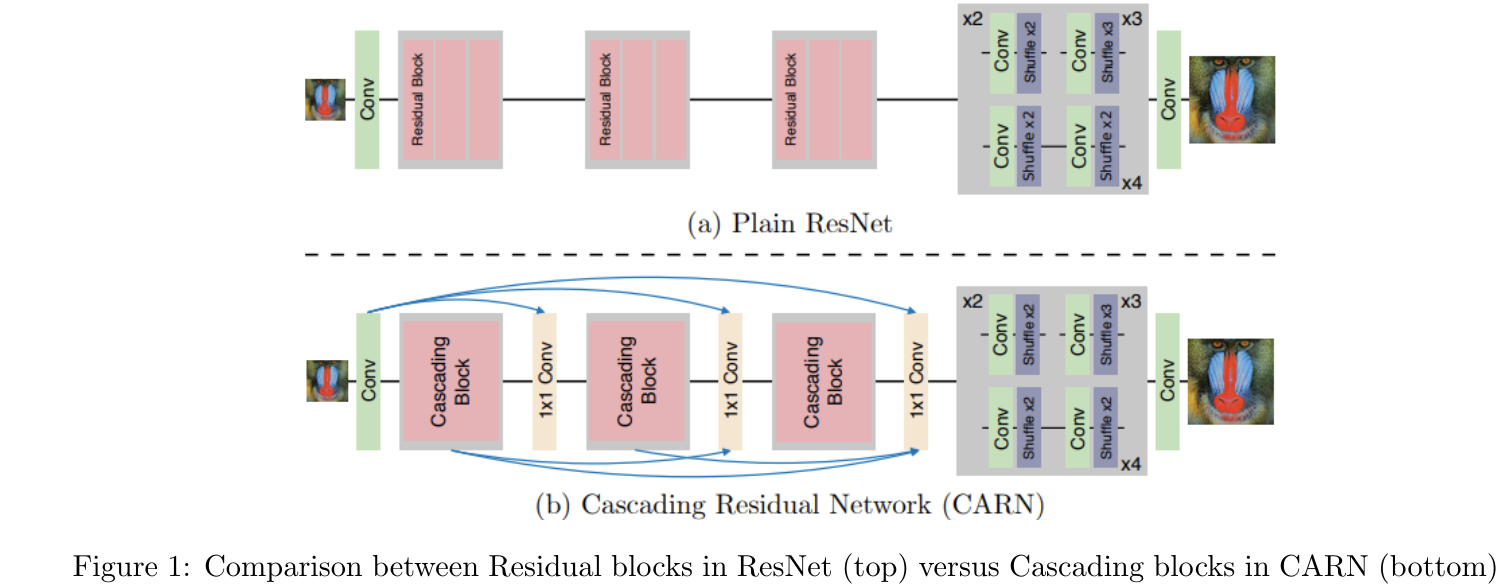 Conv
Residual Block
Residual Block
Residual Block
x2
Conv
Shuffle x2
Conv
Shuffle x3
x3
Conv
Shuffle x2
Conv
Shuffle x2
x4
Conv
(a) Plain ResNet
Conv
Cascading
Block
1x1 Conv
Cascading
Block
1x1 Conv
Cascading
Block
1x1 Conv
x2
Conv
Shuffle x2
Conv
Shuffle x3
x3
Conv
Shuffle x2
Conv
Shuffle x2
x4
Conv
(b) Cascading Residual Network (CARN)
Figure 1: Comparison between Residual blocks in ResNet (top) versus Cascading blocks in CARN (bottom)